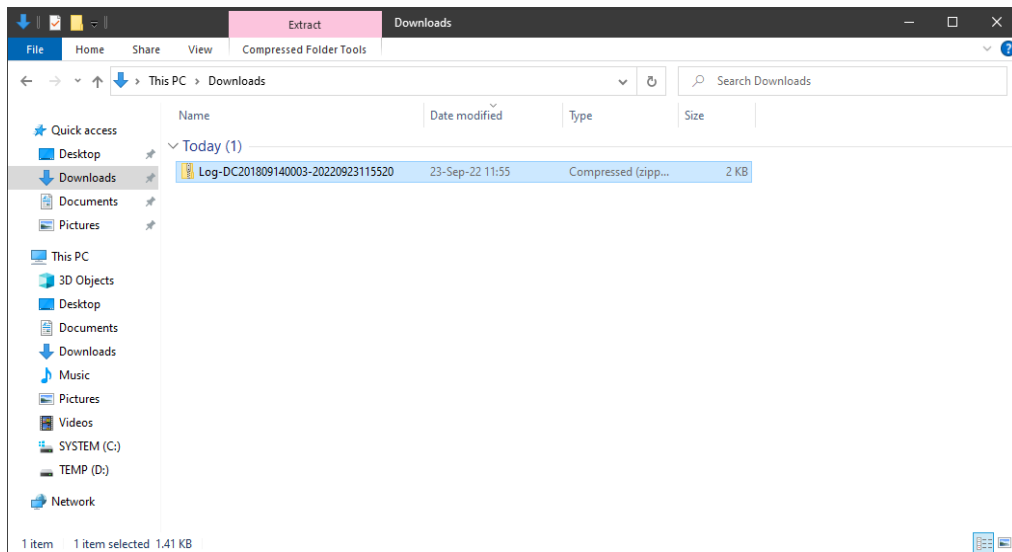 Extract Downloads
File Home Share View Compressed Folder Tools
This PC Downloads Search Downloads
Name Date modified Type Size
Quick access
Desktop
Downloads
Documents
Pictures
This PC
3D Objects
Desktop
Documents
Downloads
Music
Pictures
Videos
SYSTEM (C:)
TEMP (D:)
Network
Today (1)
Log-DC201809140003-20220923115520 23-Sep-22 11:55 Compressed (zipp... 2 KB
1 item 1 item selected 1.41 KB